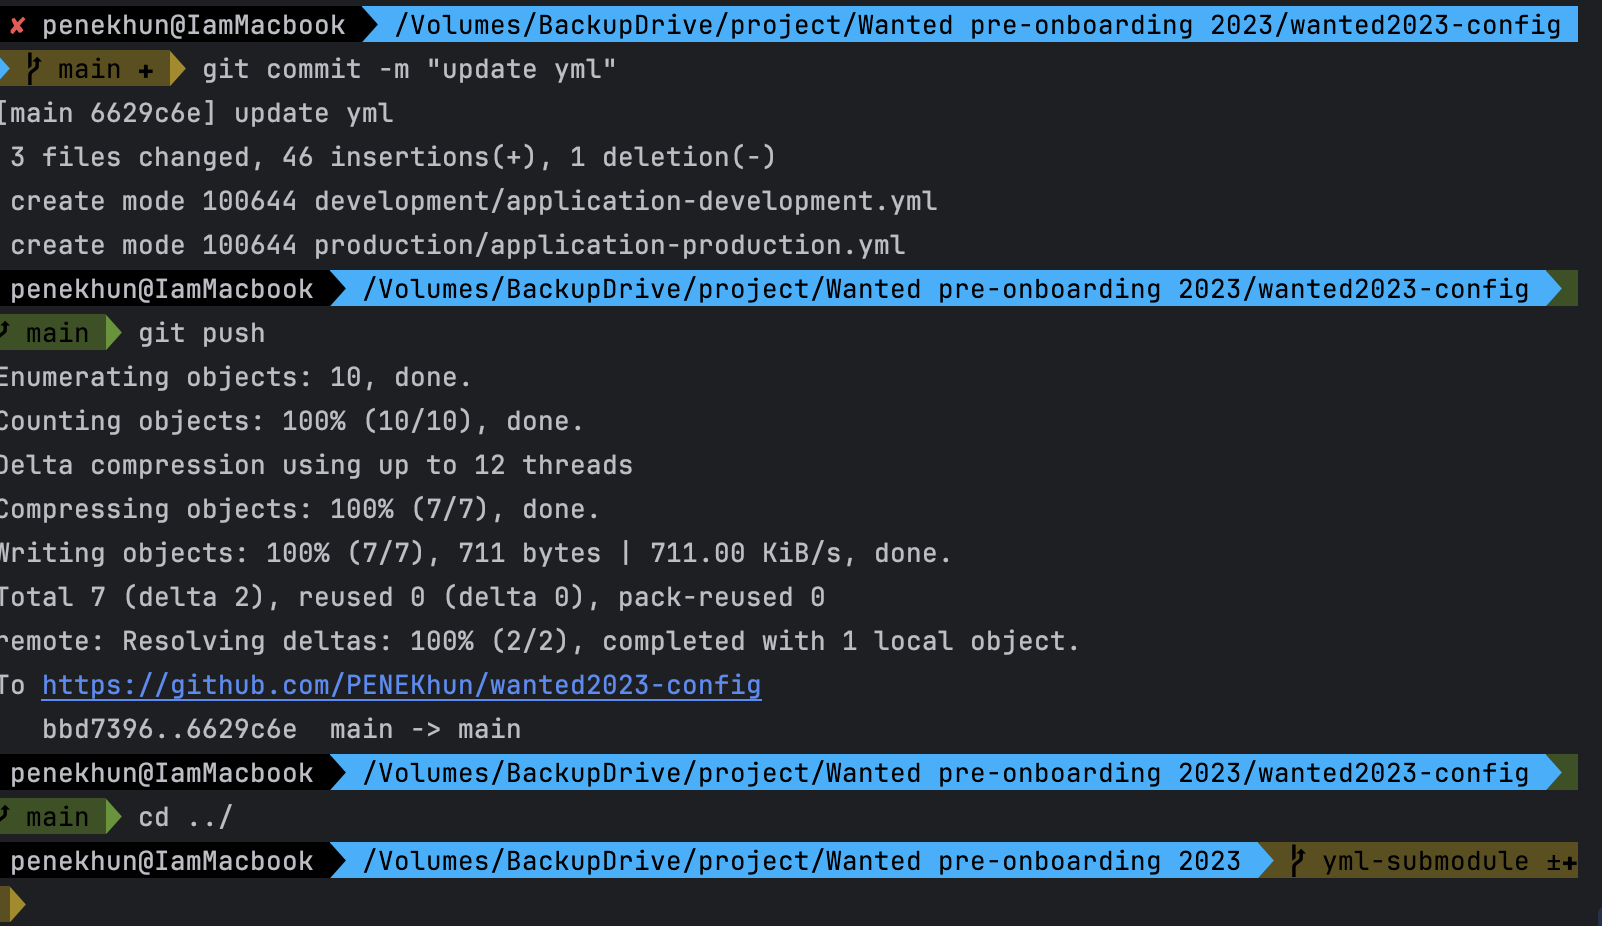 ✘ penekhun@IamMacbook /Volumes/BackupDrive/project/Wanted pre-onboarding 2023/wanted2023-config
main ✚ git commit -m "update yml"
[main 6629c6e] update yml
3 files changed, 46 insertions(+), 1 deletion(-)
create mode 100644 development/application-development.yml
create mode 100644 production/application-production.yml
penekhun@IamMacbook /Volumes/BackupDrive/project/Wanted pre-onboarding 2023/wanted2023-config
main git push
Enumerating objects: 10, done.
Counting objects: 100% (10/10), done.
Delta compression using up to 12 threads
Compressing objects: 100% (7/7), done.
Writing objects: 100% (7/7), 711 bytes | 711.00 KiB/s, done.
Total 7 (delta 2), reused 0 (delta 0), pack-reused 0
remote: Resolving deltas: 100% (2/2), completed with 1 local object.
To https://github.com/PENEKhun/wanted2023-config
bbd7396..6629c6e main -> main
penekhun@IamMacbook /Volumes/BackupDrive/project/Wanted pre-onboarding 2023/wanted2023-config
main cd ../
penekhun@IamMacbook /Volumes/BackupDrive/project/Wanted pre-onboarding 2023 yml-submodule ±✚